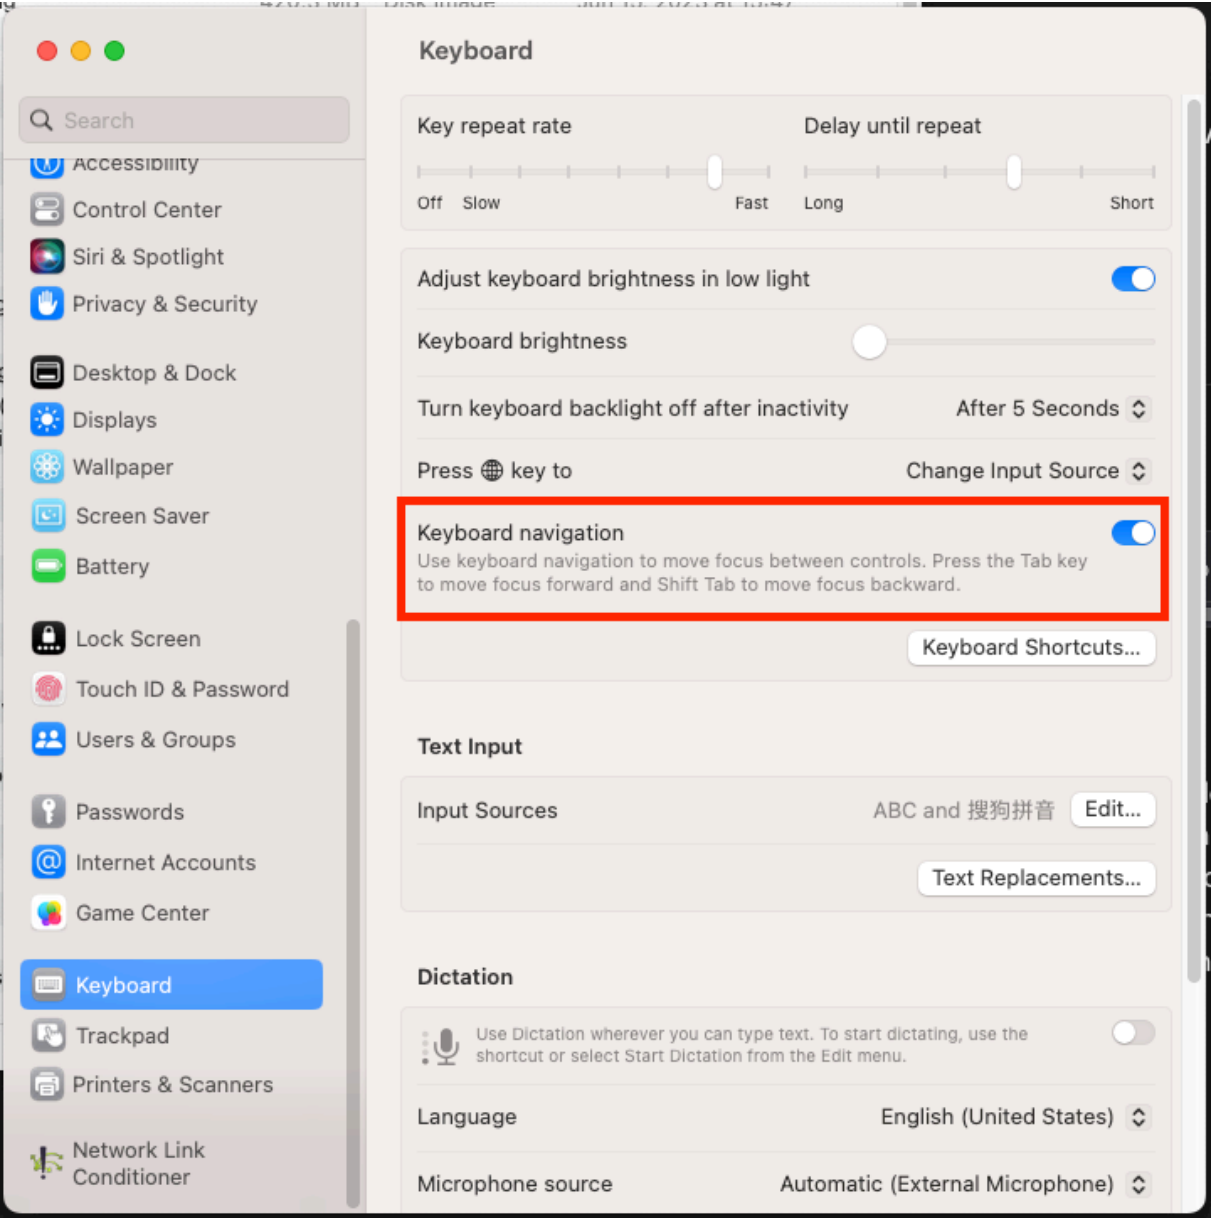 Keyboard
Search
Accessibility
Control Center
Siri & Spotlight
Privacy & Security
Desktop & Dock
Displays
Wallpaper
Screen Saver
Battery
Lock Screen
Touch ID & Password
Users & Groups
Passwords
Internet Accounts
Game Center
Keyboard
Trackpad
Printers & Scanners
Network Link
Conditioner
Key repeat rate
Delay until repeat
Off Slow Fast
Long Short
Adjust keyboard brightness in low light
Keyboard brightness
Turn keyboard backlight off after inactivity After 5 Seconds
Press key to Change Input Source
Keyboard navigation
Use keyboard navigation to move focus between controls. Press the Tab key
to move focus forward and Shift Tab to move focus backward.
Keyboard Shortcuts...
Text Input
Input Sources ABC and 搜狗拼音 Edit...
Text Replacements...
Dictation
Use Dictation wherever you can type text. To start dictating, use the
shortcut or select Start Dictation from the Edit menu.
Language English (United States)
Microphone source Automatic (External Microphone)